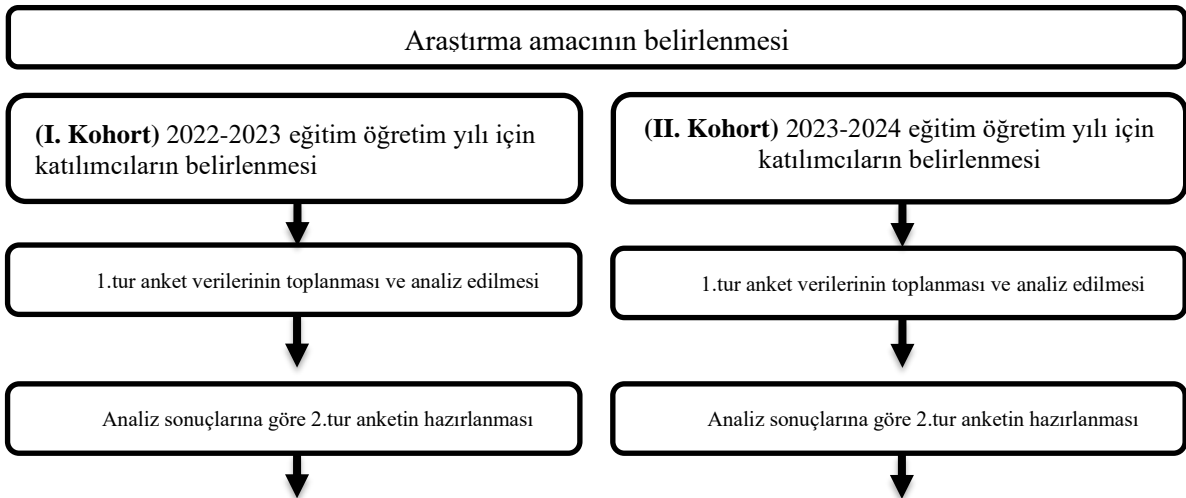 Araştırma amacının belirlenmesi
(I. Kohort) 2022-2023 eğitim öğretim yılı için
katılımcıların belirlenmesi
(II. Kohort) 2023-2024 eğitim öğretim yılı için
katılımcıların belirlenmesi
1.tur anket verilerinin toplanması ve analiz edilmesi
1.tur anket verilerinin toplanması ve analiz edilmesi
Analiz sonuçlarına göre 2.tur anketin hazırlanması
Analiz sonuçlarına göre 2.tur anketin hazırlanması